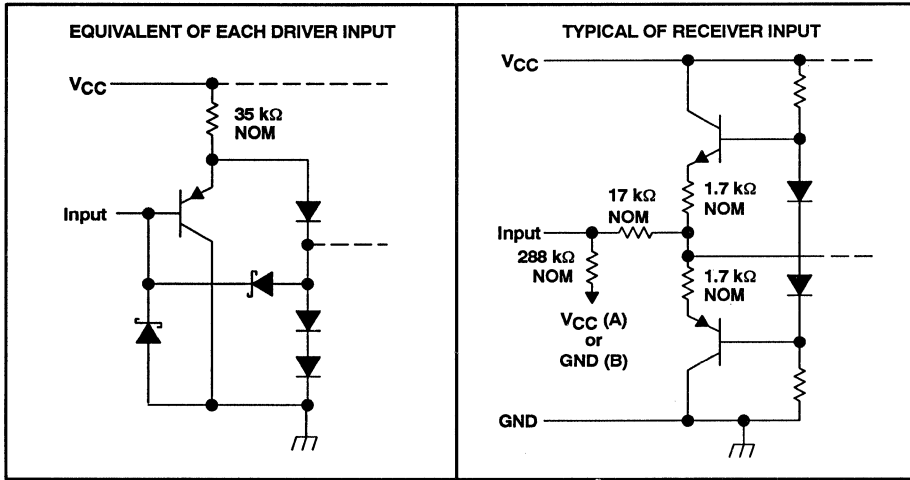 EQUIVALENT OF EACH DRIVER INPUT
VCC
35 kΩ
NOM
Input
TYPICAL OF RECEIVER INPUT
VCC
1.7 kΩ
NOM
17 kΩ
NOM
Input
288 kΩ
NOM
1.7 kΩ
NOM
VCC (A)
or
GND (B)
GND